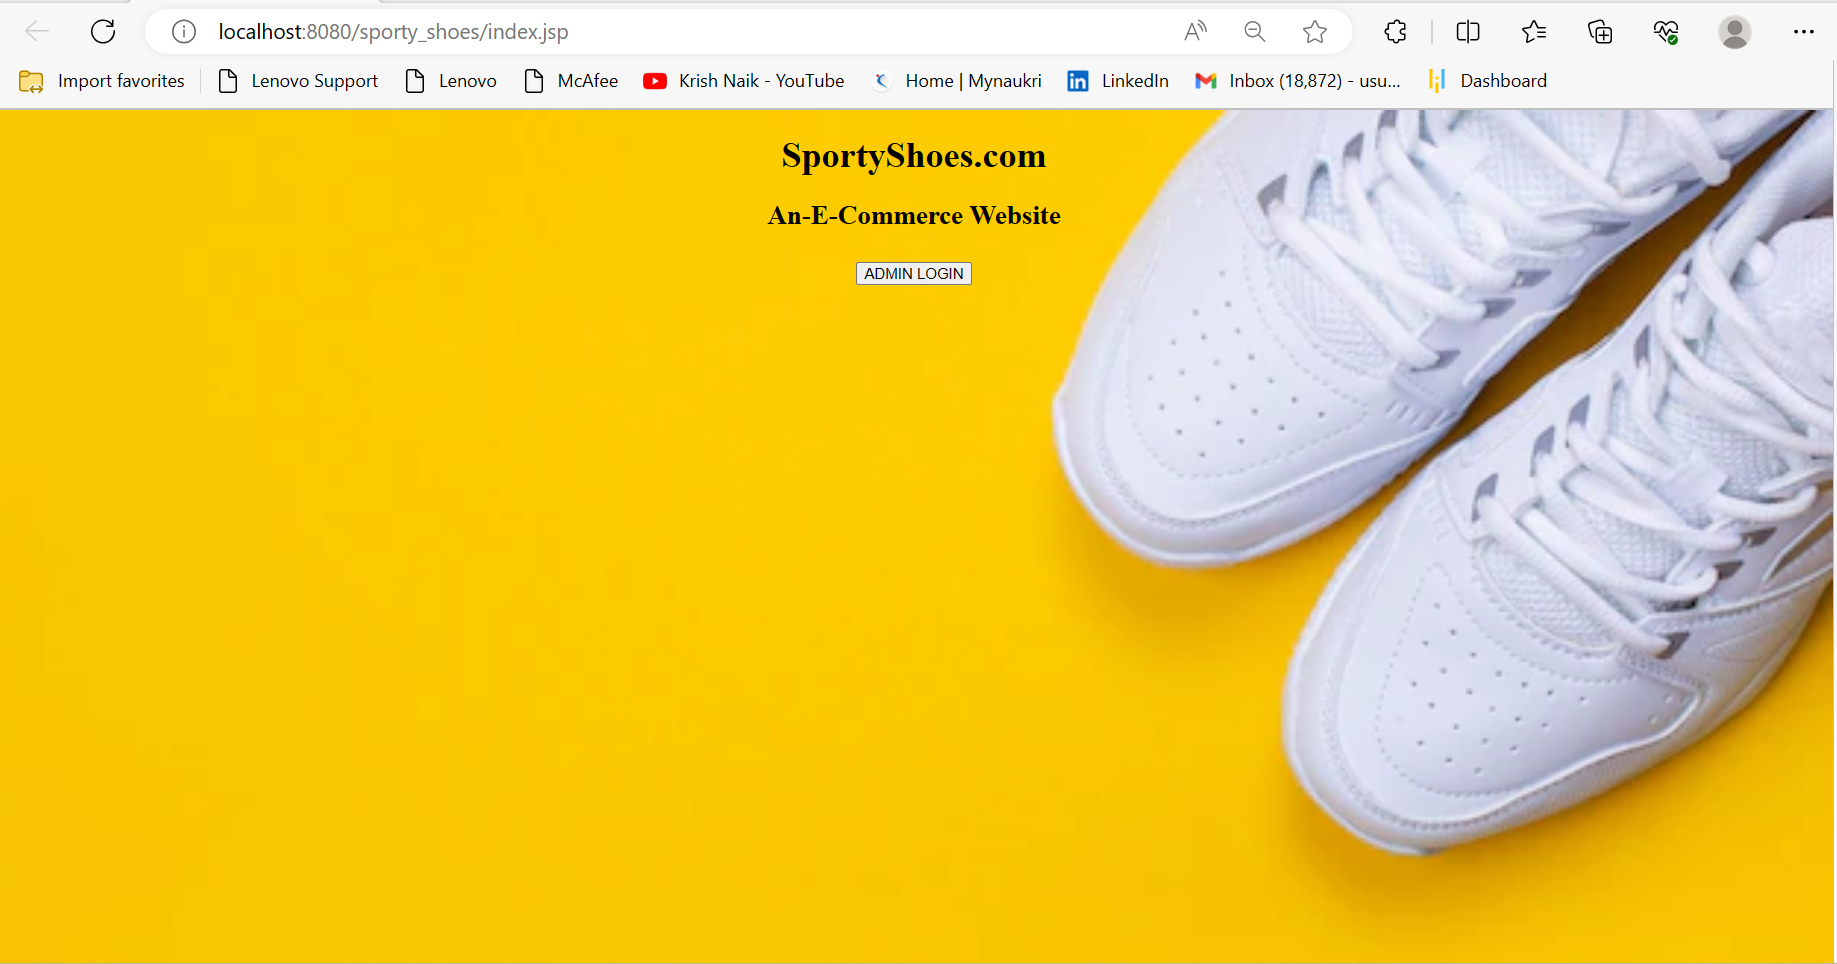 localhost:8080/sporty_shoes/index.jsp
Import favorites Lenovo Support Lenovo McAfee Krish Naik - YouTube Home | Mynaukri LinkedIn Inbox (18,872) - usu... Dashboard
SportyShoes.com
An-E-Commerce Website
ADMIN LOGIN